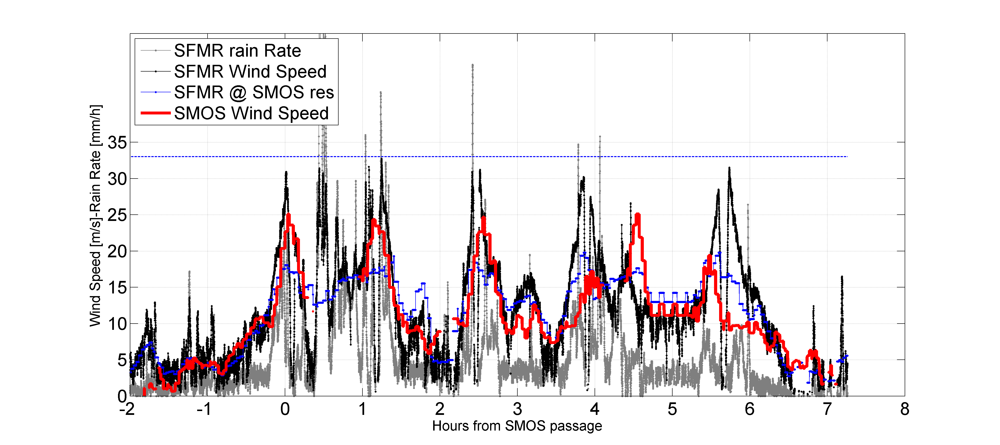 SFMR rain Rate
SFMR Wind Speed
SFMR @ SMOS res
SMOS Wind Speed
Wind Speed [m/s]-Rain Rate [mm/h]
35
30
25
20
15
10
5
0
-2 -1 0 1 2 3 4 5 6 7 8
Hours from SMOS passage